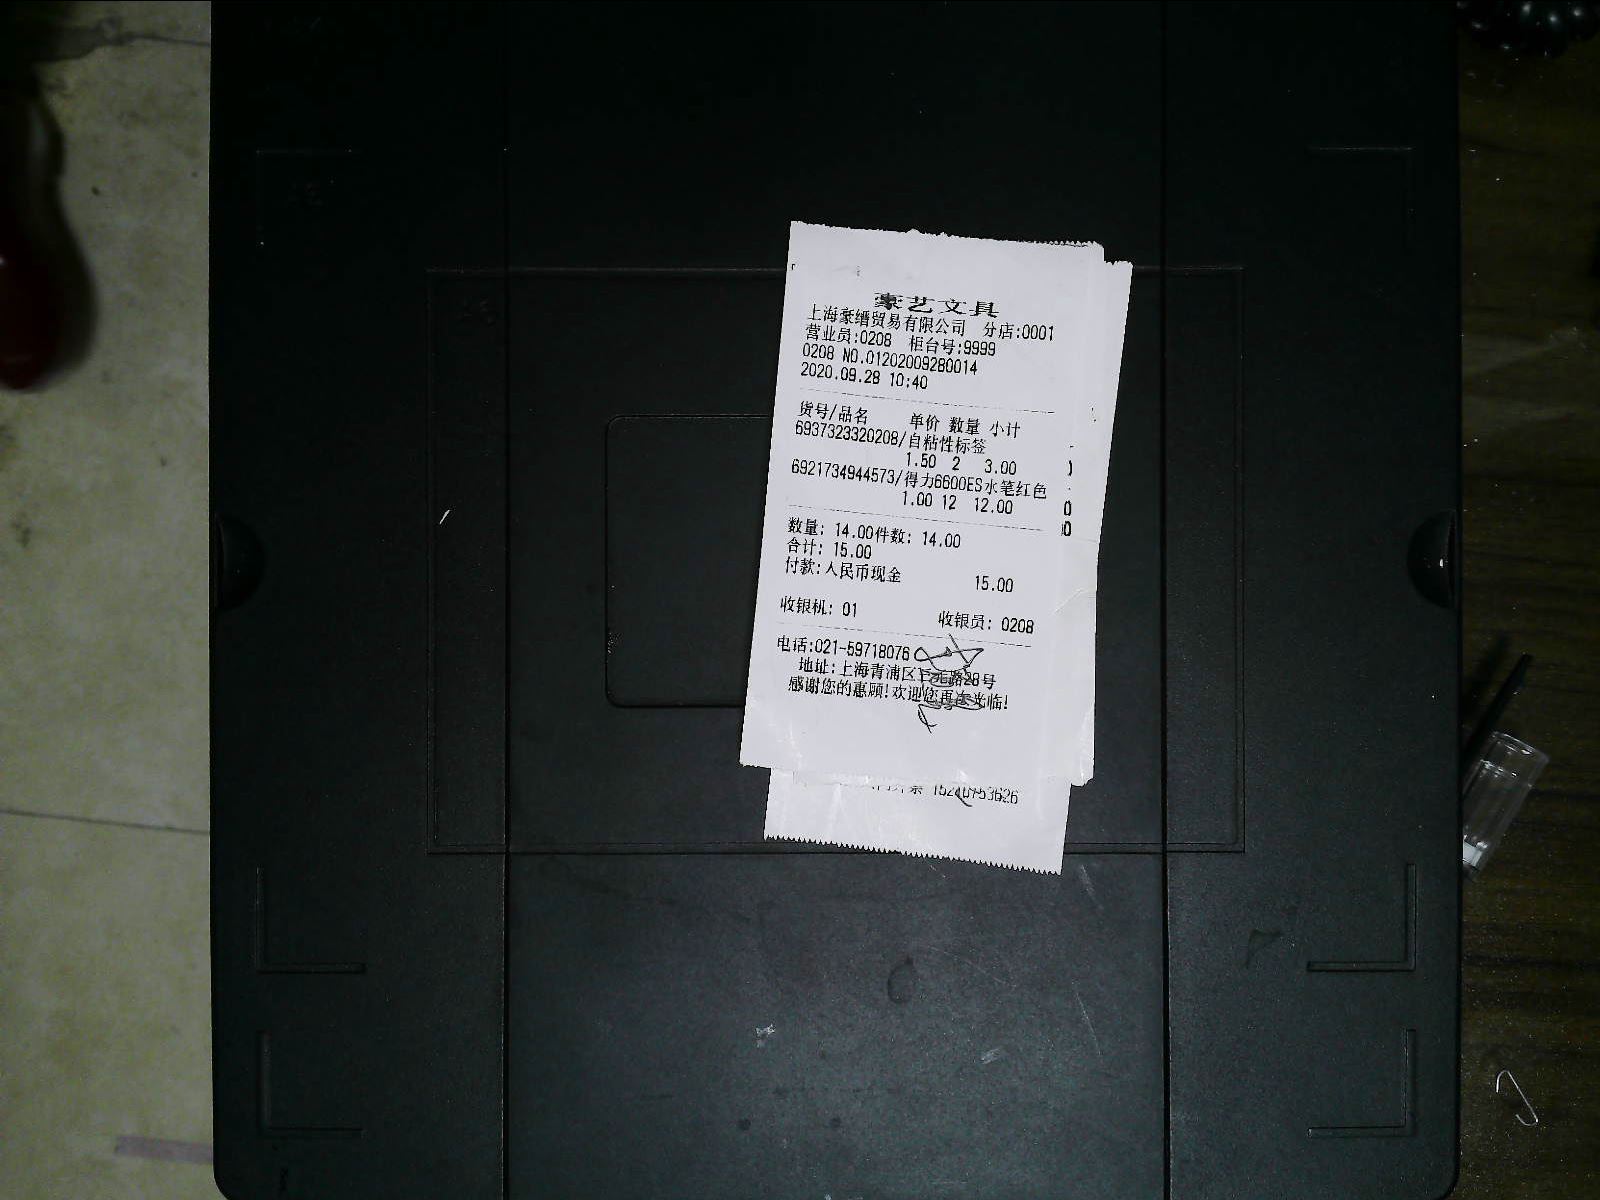 豪艺文具
上海豪缙贸易有限公司 分店:0001
营业员:0208 柜台号:9999
0208 NO.01202009280014
2020.09.28 10:40
货号/品名 单价 数量 小计
6937323320208/自粘性标签
1.50 2 3.00
6921734944573/得力6600ES水笔红色
1.00 12 12.00
数量: 14.00件数: 14.00
合计: 15.00
付款:人民币现金 15.00
收银机: 01 收银员: 0208
电话:021-59718076
地址:上海青浦区 28号
感谢您的惠顾!欢迎您再次光临!